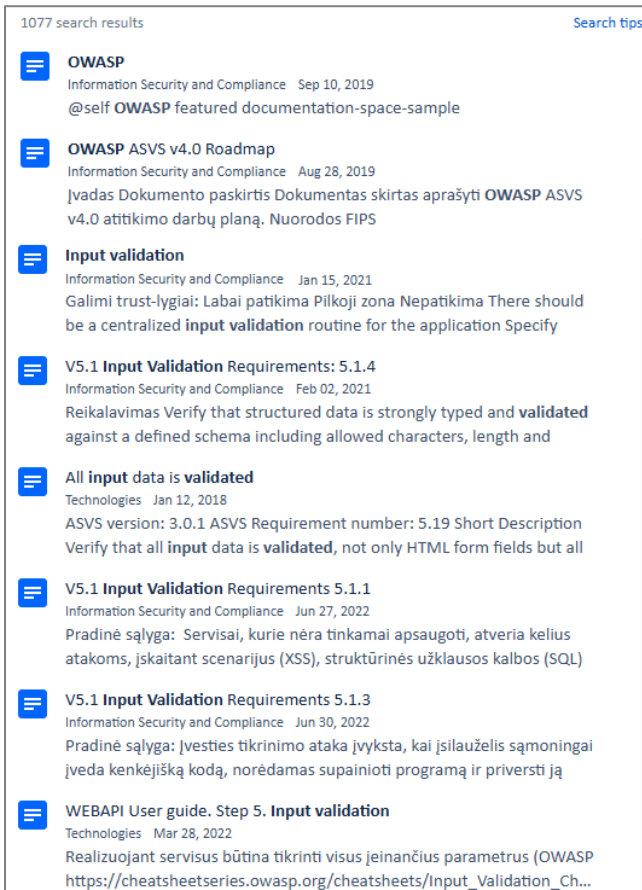 1077 search results Search tips
OWASP
Information Security and Compliance Sep 10, 2019
@self OWASP featured documentation-space-sample
OWASP ASVS v4.0 Roadmap
Information Security and Compliance Aug 28, 2019
Įvadas Dokumento paskirtis Dokumentas skirtas aprašyti OWASP ASVS
v4.0 atitikimo darbų planą. Nuorodos FIPS
Input validation
Information Security and Compliance Jan 15, 2021
Galimi trust-lygiai: Labai patikima Pilkoji zona Nepatikima There should
be a centralized input validation routine for the application Specify
V5.1 Input Validation Requirements: 5.1.4
Information Security and Compliance Feb 02, 2021
Reikalavimas Verify that structured data is strongly typed and validated
against a defined schema including allowed characters, length and
All input data is validated
Technologies Jan 12, 2018
ASVS version: 3.0.1 ASVS Requirement number: 5.19 Short Description
Verify that all input data is validated, not only HTML form fields but all
V5.1 Input Validation Requirements 5.1.1
Information Security and Compliance Jun 27, 2022
Pradinė sąlyga: Servisai, kurie nėra tinkamai apsaugoti, atveria kelius
atakoms, įskaitant scenarijus (XSS), struktūrinės užklausos kalbos (SQL)
V5.1 Input Validation Requirements 5.1.3
Information Security and Compliance Jun 30, 2022
Pradinė sąlyga: Įvesties tikrinimo ataka įvyksta, kai įsilaužėlis sąmoningai
įveda kenkėjišką kodą, norėdamas supainioti programą ir priversti ją
WEBAPI User guide. Step 5. Input validation
Technologies Mar 28, 2022
Realizuojant servisus būtina tikrinti visus įeinančius parametrus (OWASP
https://cheatsheetseries.owasp.org/cheatsheets/Input_Validation_Ch...